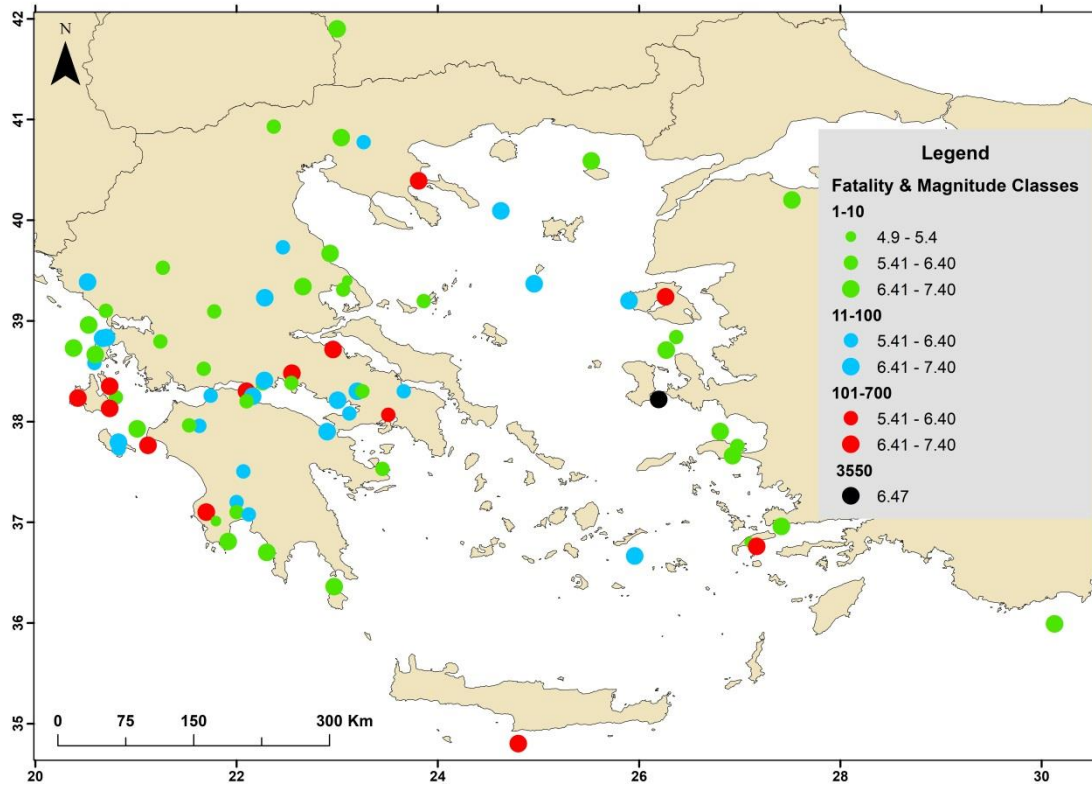 42
41
40
39
38
37
36
35
N
Legend
Fatality & Magnitude Classes
1-10
4.9 - 5.4
5.41 - 6.40
6.41 - 7.40
11-100
5.41 - 6.40
6.41 - 7.40
101-700
5.41 - 6.40
6.41 - 7.40
3550
6.47
0 75 150 300 Km
20 22 24 26 28 30